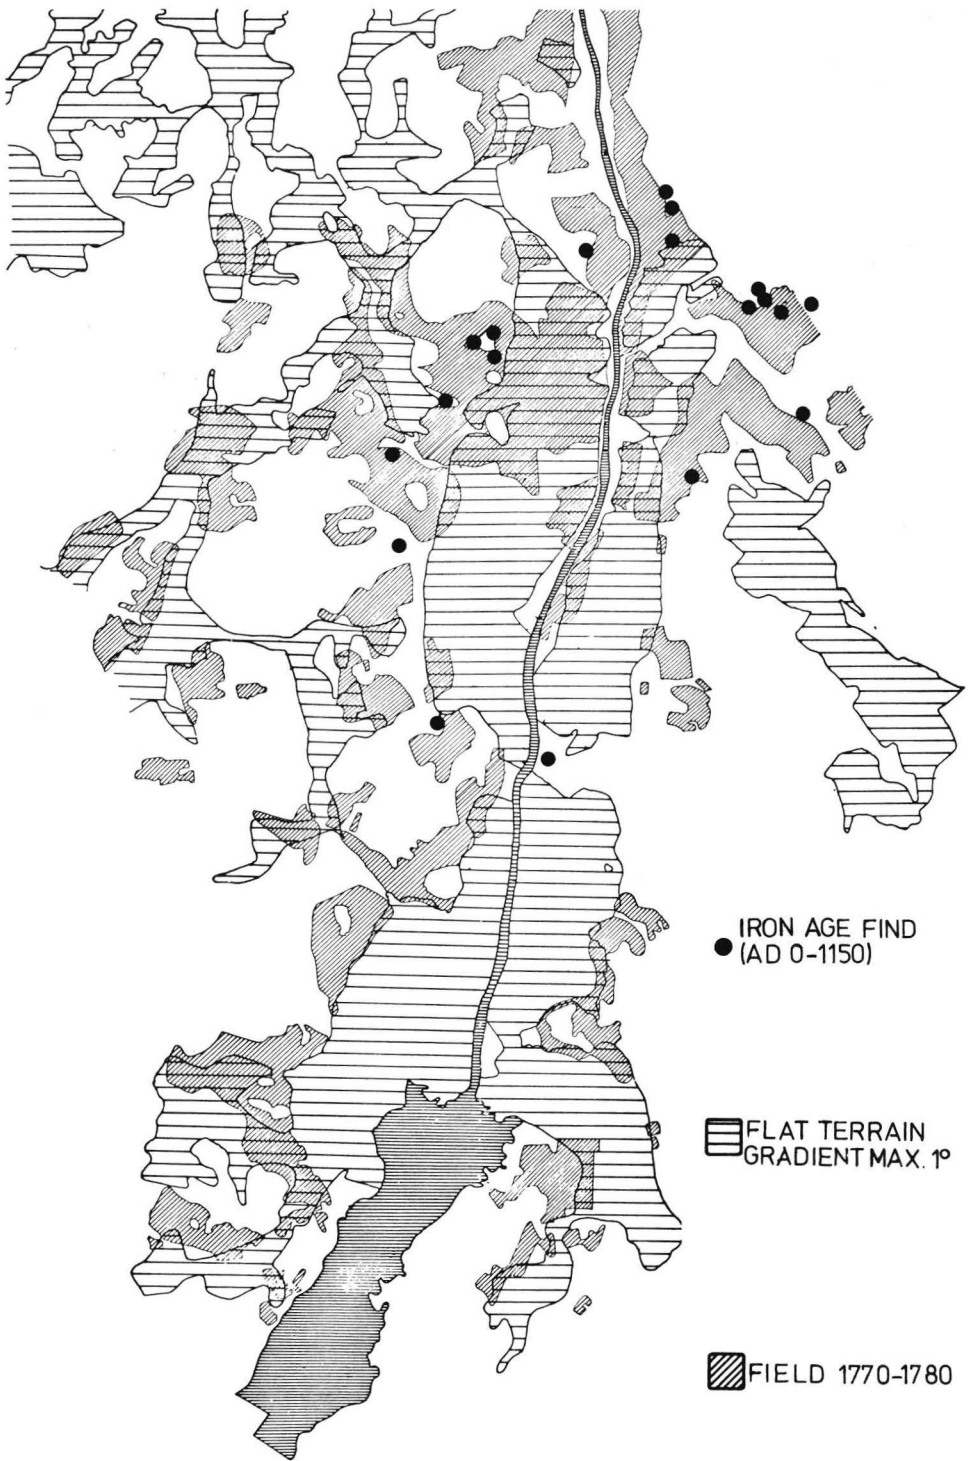 IRON AGE FIND
(AD 0-1150)
FLAT TERRAIN
GRADIENT MAX. 1°
FIELD 1770-1780